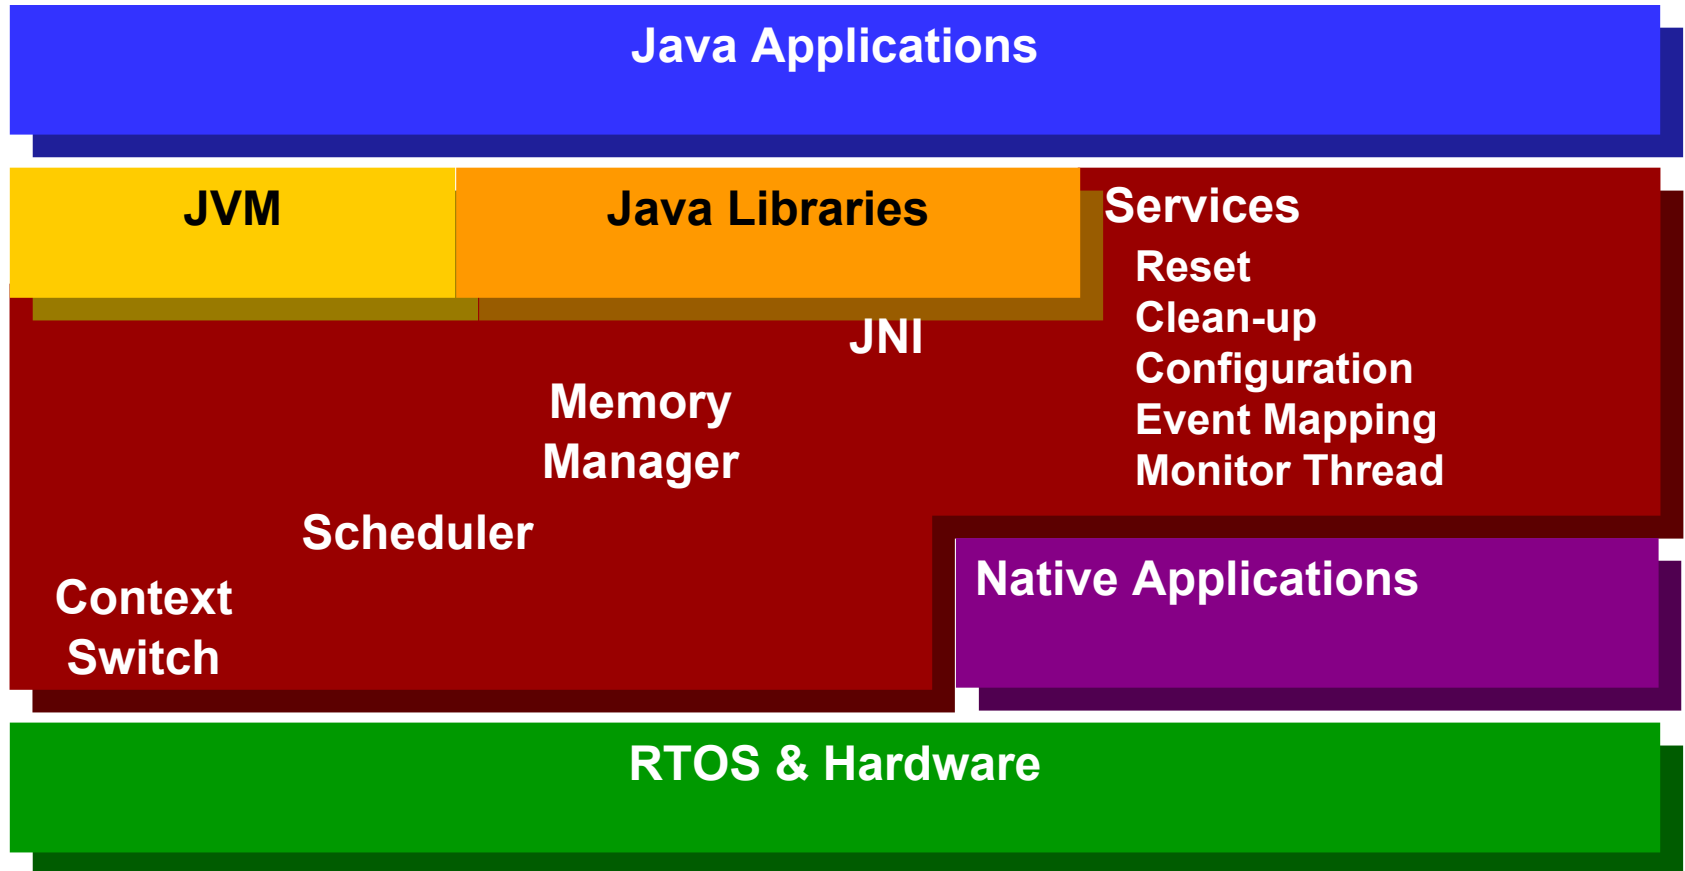 Java Applications
JVM
Java Libraries
Services
Reset
Clean-up
Configuration
Event Mapping
Monitor Thread
JNI
Memory
Manager
Scheduler
Context
Switch
Native Applications
RTOS & Hardware